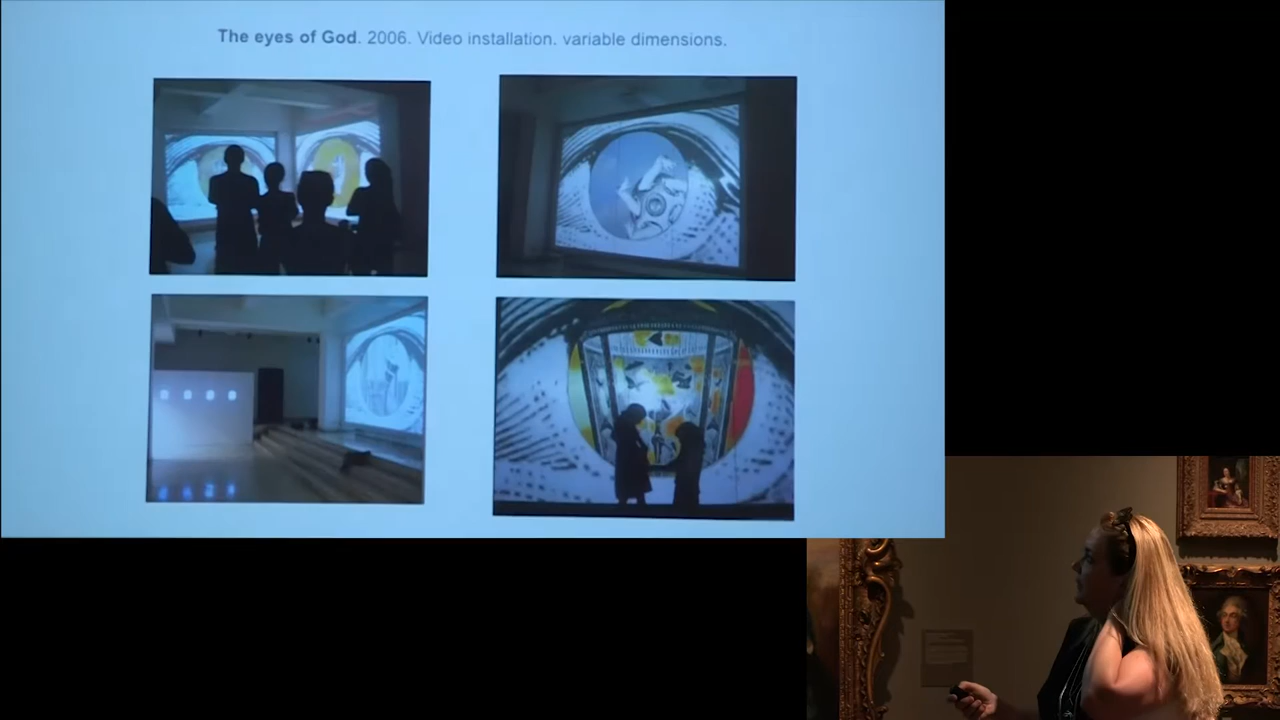 The eyes of God. 2006. Video installation. variable dimensions.